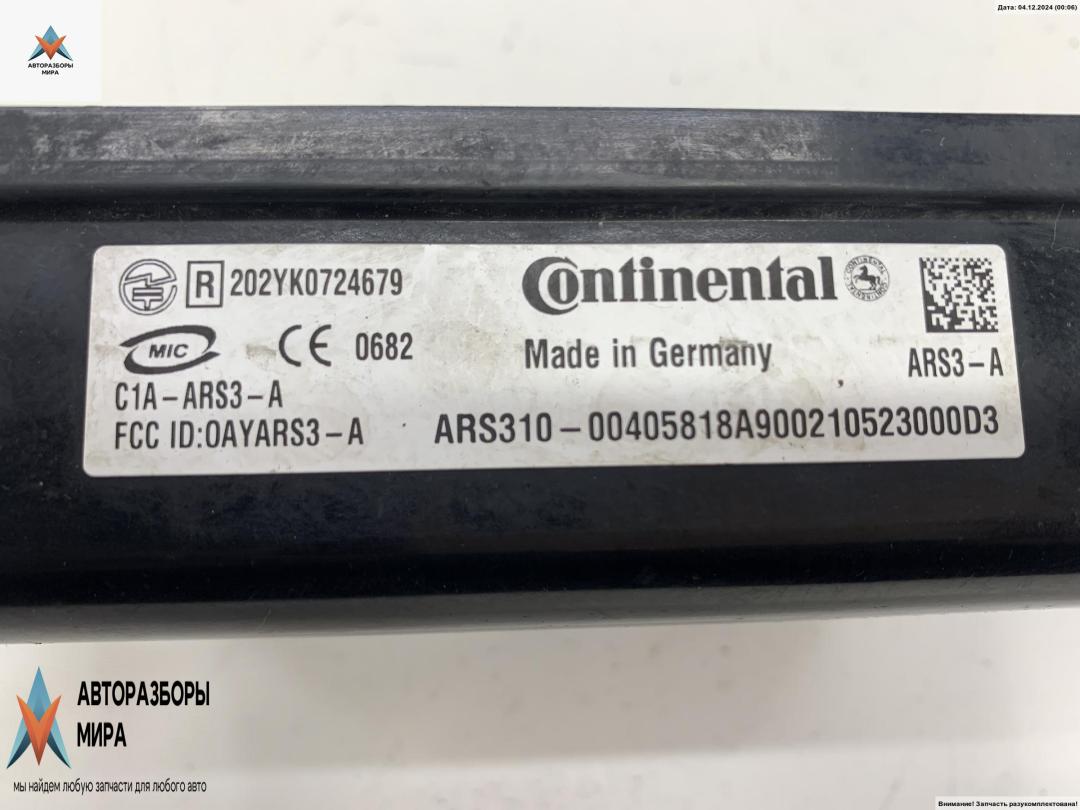 Дата: 04.12.2024 (00:06)
АВТОРАЗБОРЫ
МИРА
R 202YK0724679
Continental
MIC CE 0682
Made in Germany
ARS3-A
C1A-ARS3-A
FCC ID:OAYARS3-A
ARS310-00405818A900210523000D3
АВТОРАЗБОРЫ
МИРА
мы найдем любую запчасти для любого авто
Внимание! Запчасть разукомплектована!